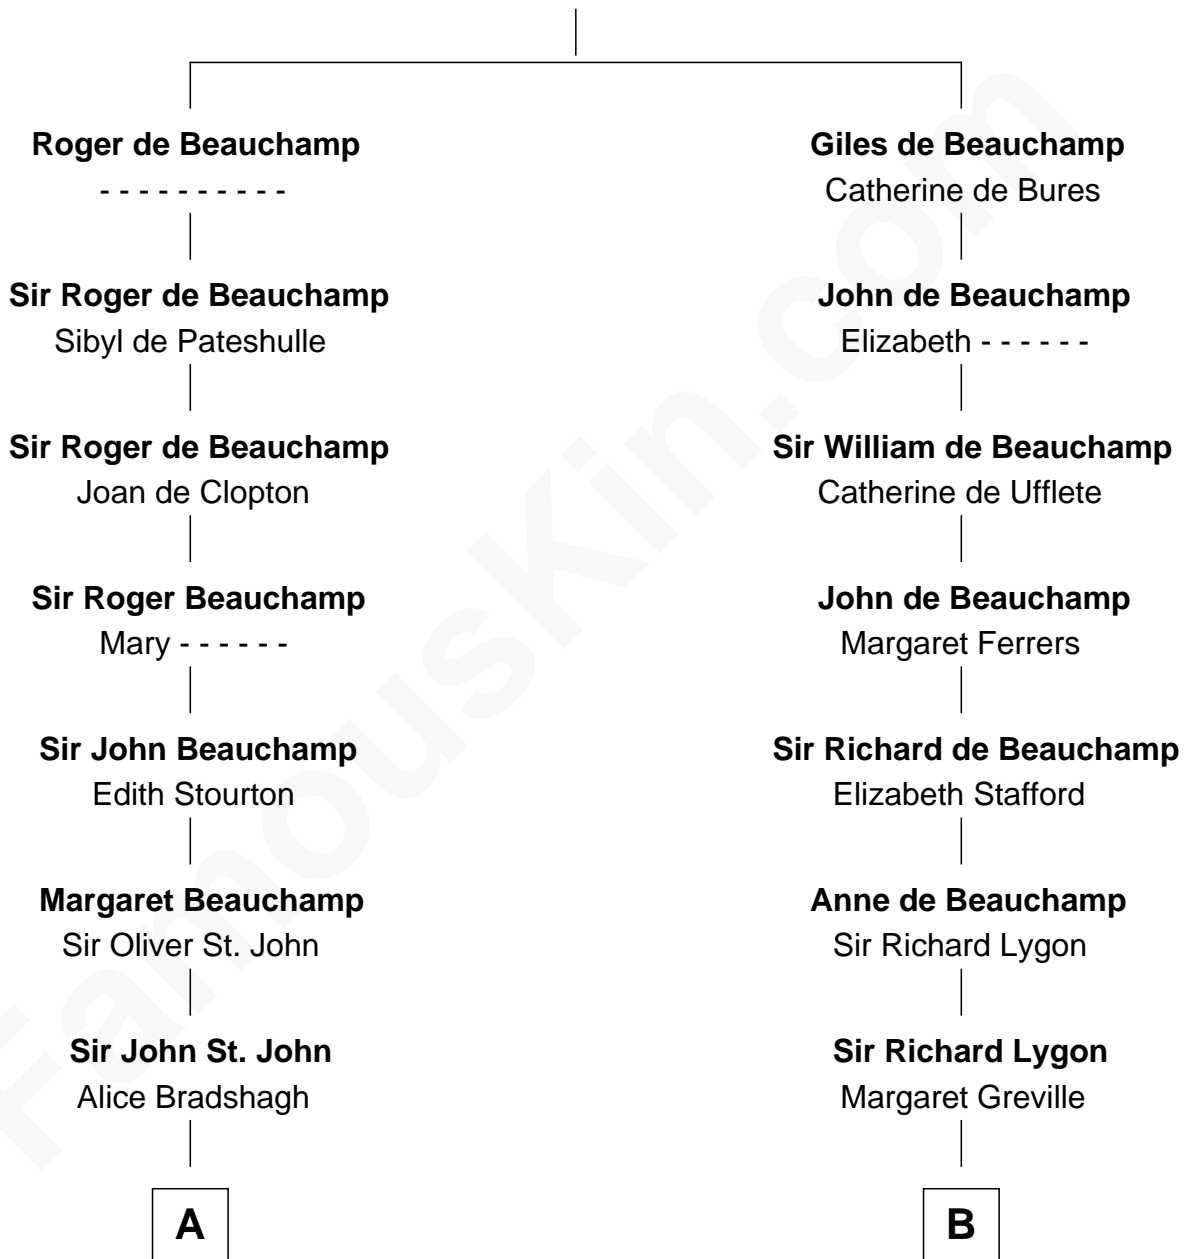 Roger de Beauchamp
- - - - - - - - - -
Sir Roger de Beauchamp
Sibyl de Pateshulle
Sir Roger de Beauchamp
Joan de Clopton
Sir Roger Beauchamp
Mary - - - - - -
Sir John Beauchamp
Edith Stourton
Margaret Beauchamp
Sir Oliver St. John
Sir John St. John
Alice Bradshagh
A
Giles de Beauchamp
Catherine de Bures
John de Beauchamp
Elizabeth - - - - - -
Sir William de Beauchamp
Catherine de Ufflete
John de Beauchamp
Margaret Ferrers
Sir Richard de Beauchamp
Elizabeth Stafford
Anne de Beauchamp
Sir Richard Lygon
Sir Richard Lygon
Margaret Greville
B
FamousKin.com